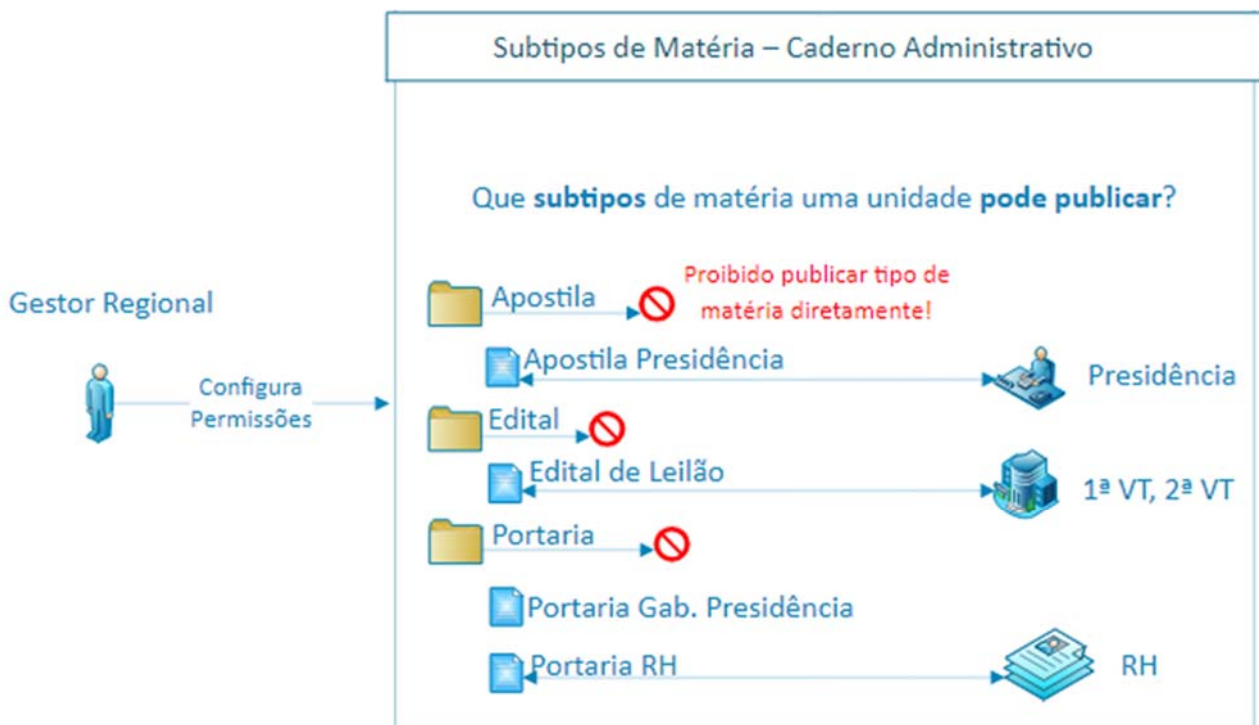 Subtipos de Matéria – Caderno Administrativo
Que subtipos de matéria uma unidade pode publicar?
Gestor Regional
Configura
Permissões
Apostila
Proibido publicar tipo de
matéria diretamente!
Apostila Presidência
Presidência
Edital
Edital de Leilão
1ª VT, 2ª VT
Portaria
Portaria Gab. Presidência
Portaria RH
RH